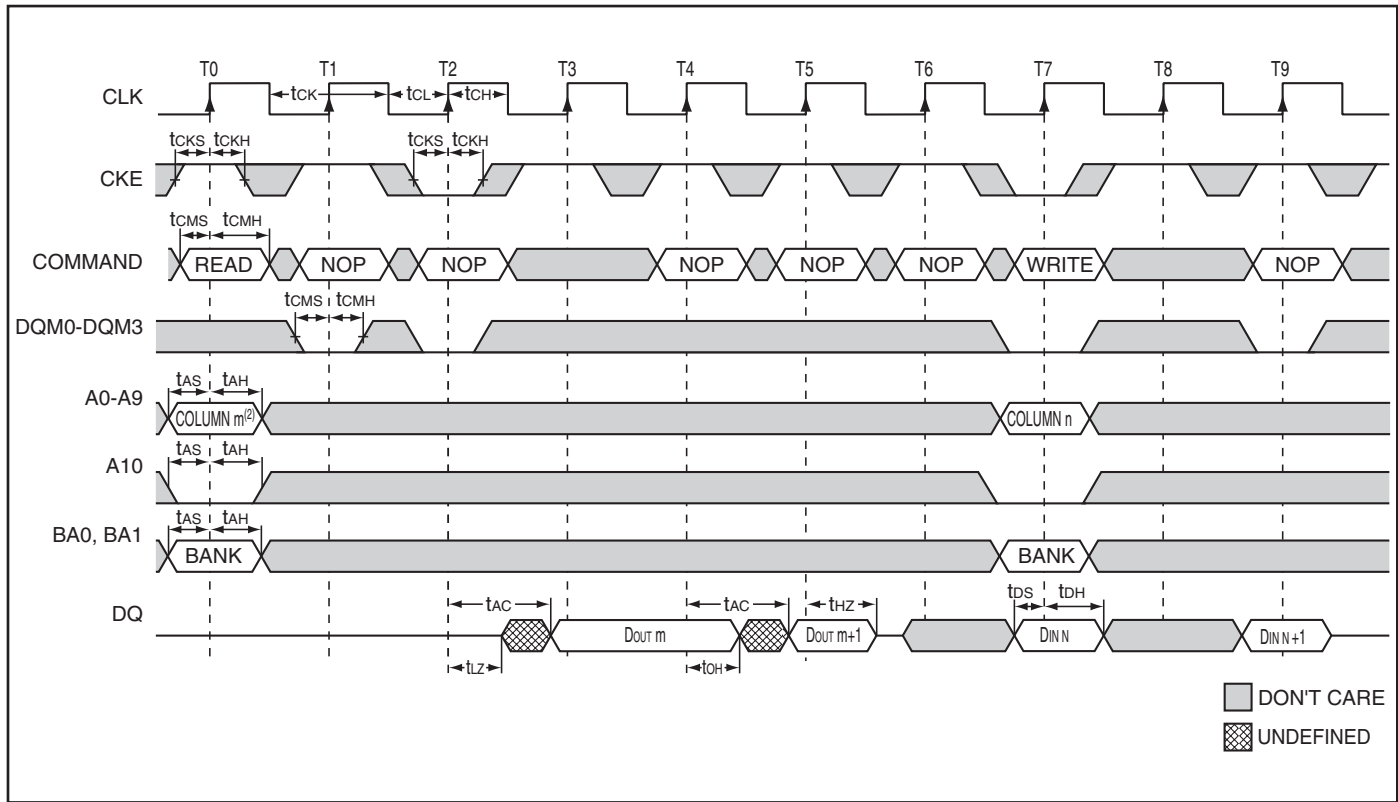 T0 T1 T2 T3 T4 T5 T6 T7 T8 T9
CLK tCK tCL tCH
tCKS tCKH tCKS tCKH
CKE
tCMS tCMH
COMMAND READ NOP NOP NOP NOP NOP WRITE NOP
tCMS tCMH
DQM0-DQM3
tAS tAH
A0-A9 COLUMN m(2) COLUMN n
tAS tAH
A10
tAS tAH
BA0, BA1 BANK BANK
tAC tAC tHZ tDS tDH
DQ DOUT m DOUT m+1 DIN N DIN N+1
tLZ tOH
DON'T CARE
UNDEFINED